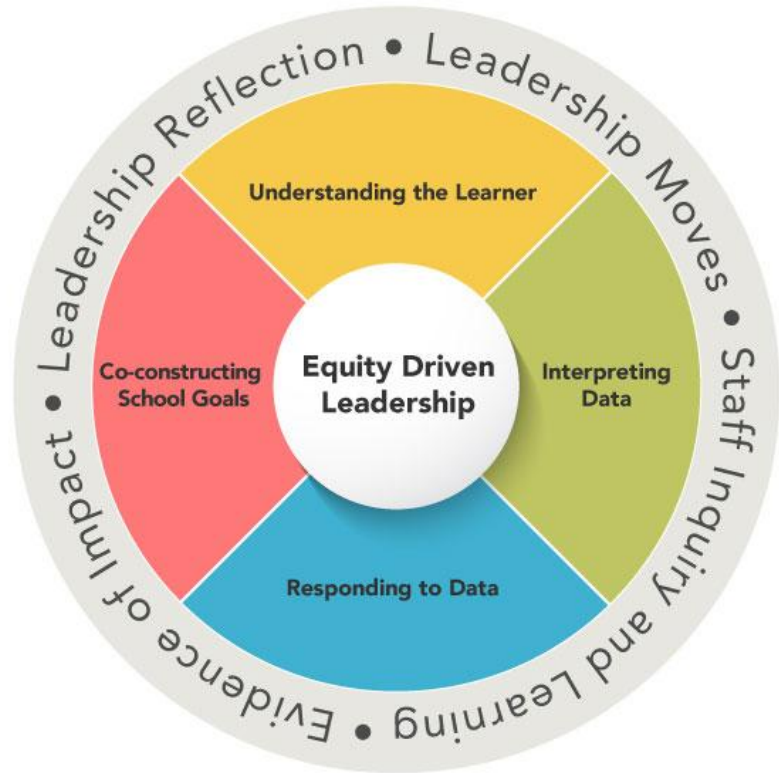 Leadership Reflection • Leadership Moves • Staff Inquiry and Learning • Evidence of Impact •
Understanding the Learner
Co-constructing
School Goals
Equity Driven
Leadership
Interpreting
Data
Responding to Data